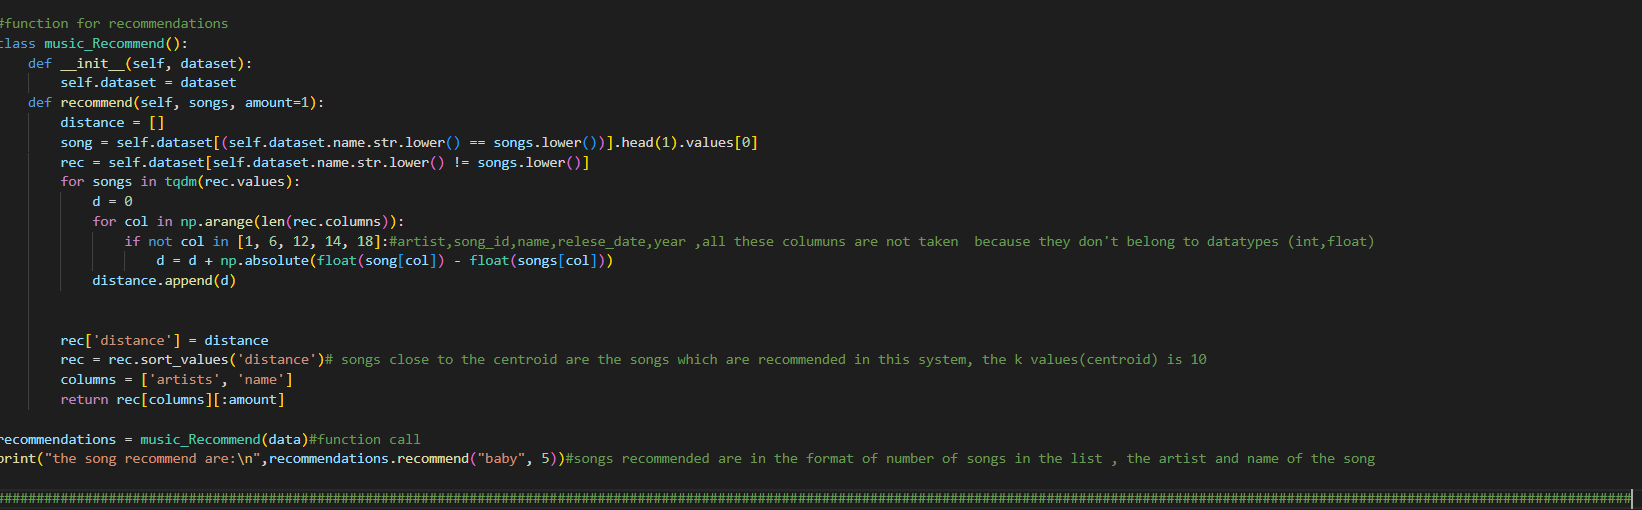 #function for recommendations
class music_Recommend():
    def __init__(self, dataset):
        self.dataset = dataset
    def recommend(self, songs, amount=1):
        distance = []
        song = self.dataset[(self.dataset.name.str.lower() == songs.lower())].head(1).values[0]
        rec = self.dataset[self.dataset.name.str.lower() != songs.lower()]
        for songs in tqdm(rec.values):
            d = 0
            for col in np.arange(len(rec.columns)):
                if not col in [1, 6, 12, 14, 18]:#artist,song_id,name,relese_date,year ,all these columuns are not taken  because they don't belong to datatypes (int,float)
                    d = d + np.absolute(float(song[col]) - float(songs[col]))
            distance.append(d)
        rec['distance'] = distance
        rec = rec.sort_values('distance')# songs close to the centroid are the songs which are recommended in this system, the k values(centroid) is 10
        columns = ['artists', 'name']
        return rec[columns][:amount]
recommendations = music_Recommend(data)#function call
print("the song recommend are:\n",recommendations.recommend("baby", 5))#songs recommended are in the format of number of songs in the list , the artist and name of the song